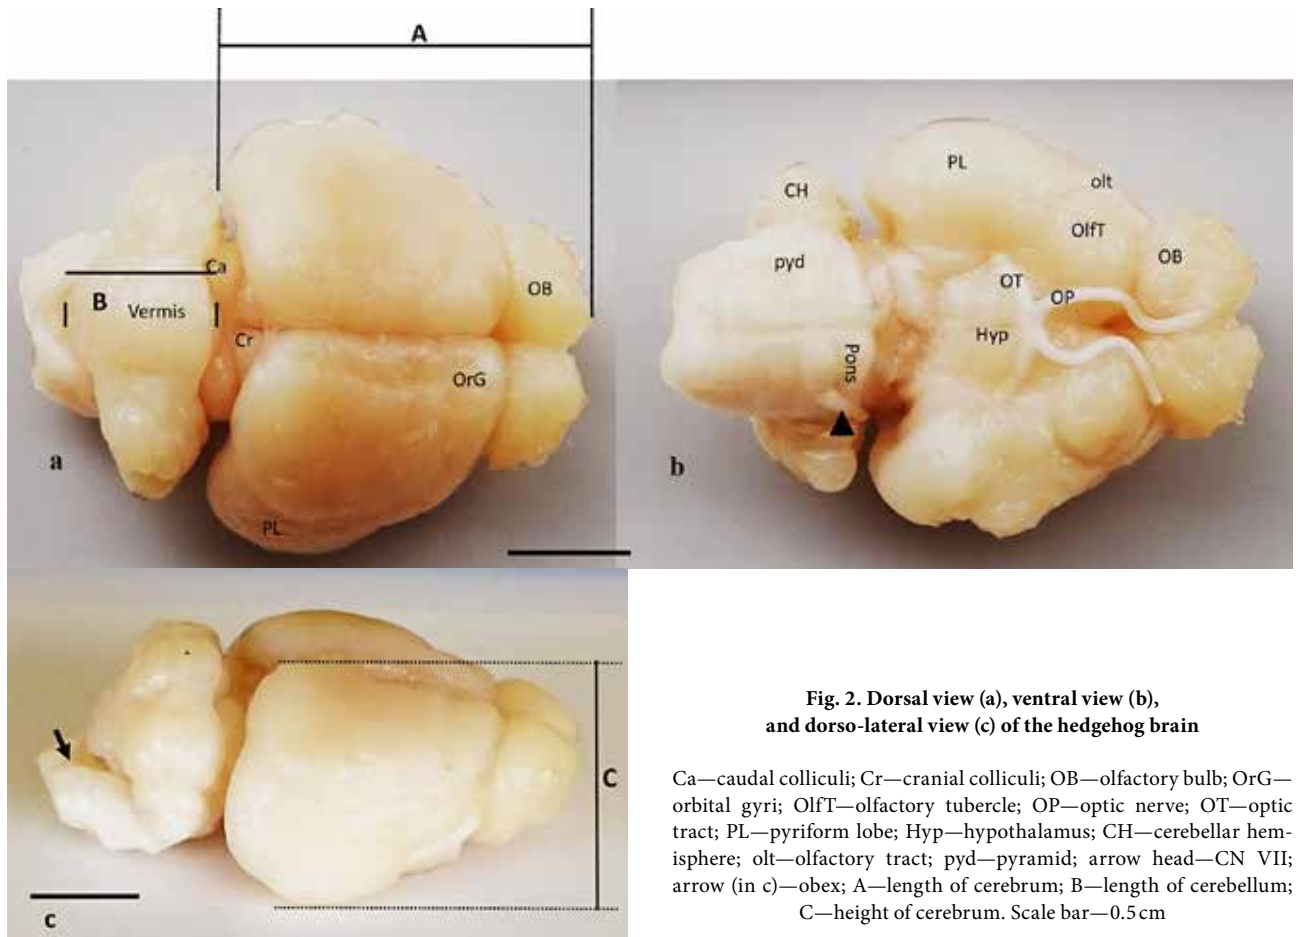 A
Ca
B
Vermis
Cr
OB
OrG
PL
a
PL
CH
olt
OlfT
OB
pyd
OT
OP
Hyp
Pons
b
C
c
Fig. 2. Dorsal view (a), ventral view (b),
and dorso-lateral view (c) of the hedgehog brain
Ca—caudal colliculi; Cr—cranial colliculi; OB—olfactory bulb; OrG—
orbital gyri; OlfT—olfactory tubercle; OP—optic nerve; OT—optic
tract; PL—pyriform lobe; Hyp—hypothalamus; CH—cerebellar hem-
isphere; olt—olfactory tract; pyd—pyramid; arrow head—CN VII;
arrow (in c)—obex; A—length of cerebrum; B—length of cerebellum;
C—height of cerebrum. Scale bar—0.5 cm